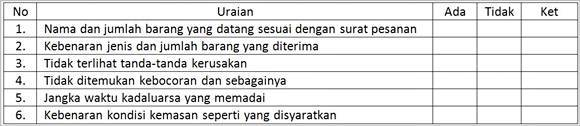 No Uraian Ada Tidak Ket
1. Nama dan jumlah barang yang datang sesuai dengan surat pesanan
2. Kebenaran jenis dan jumlah barang yang diterima
3. Tidak terlihat tanda-tanda kerusakan
4. Tidak ditemukan kebocoran dan sebagainya
5. Jangka waktu kadaluarsa yang memadai
6. Kebenaran kondisi kemasan seperti yang disyaratkan